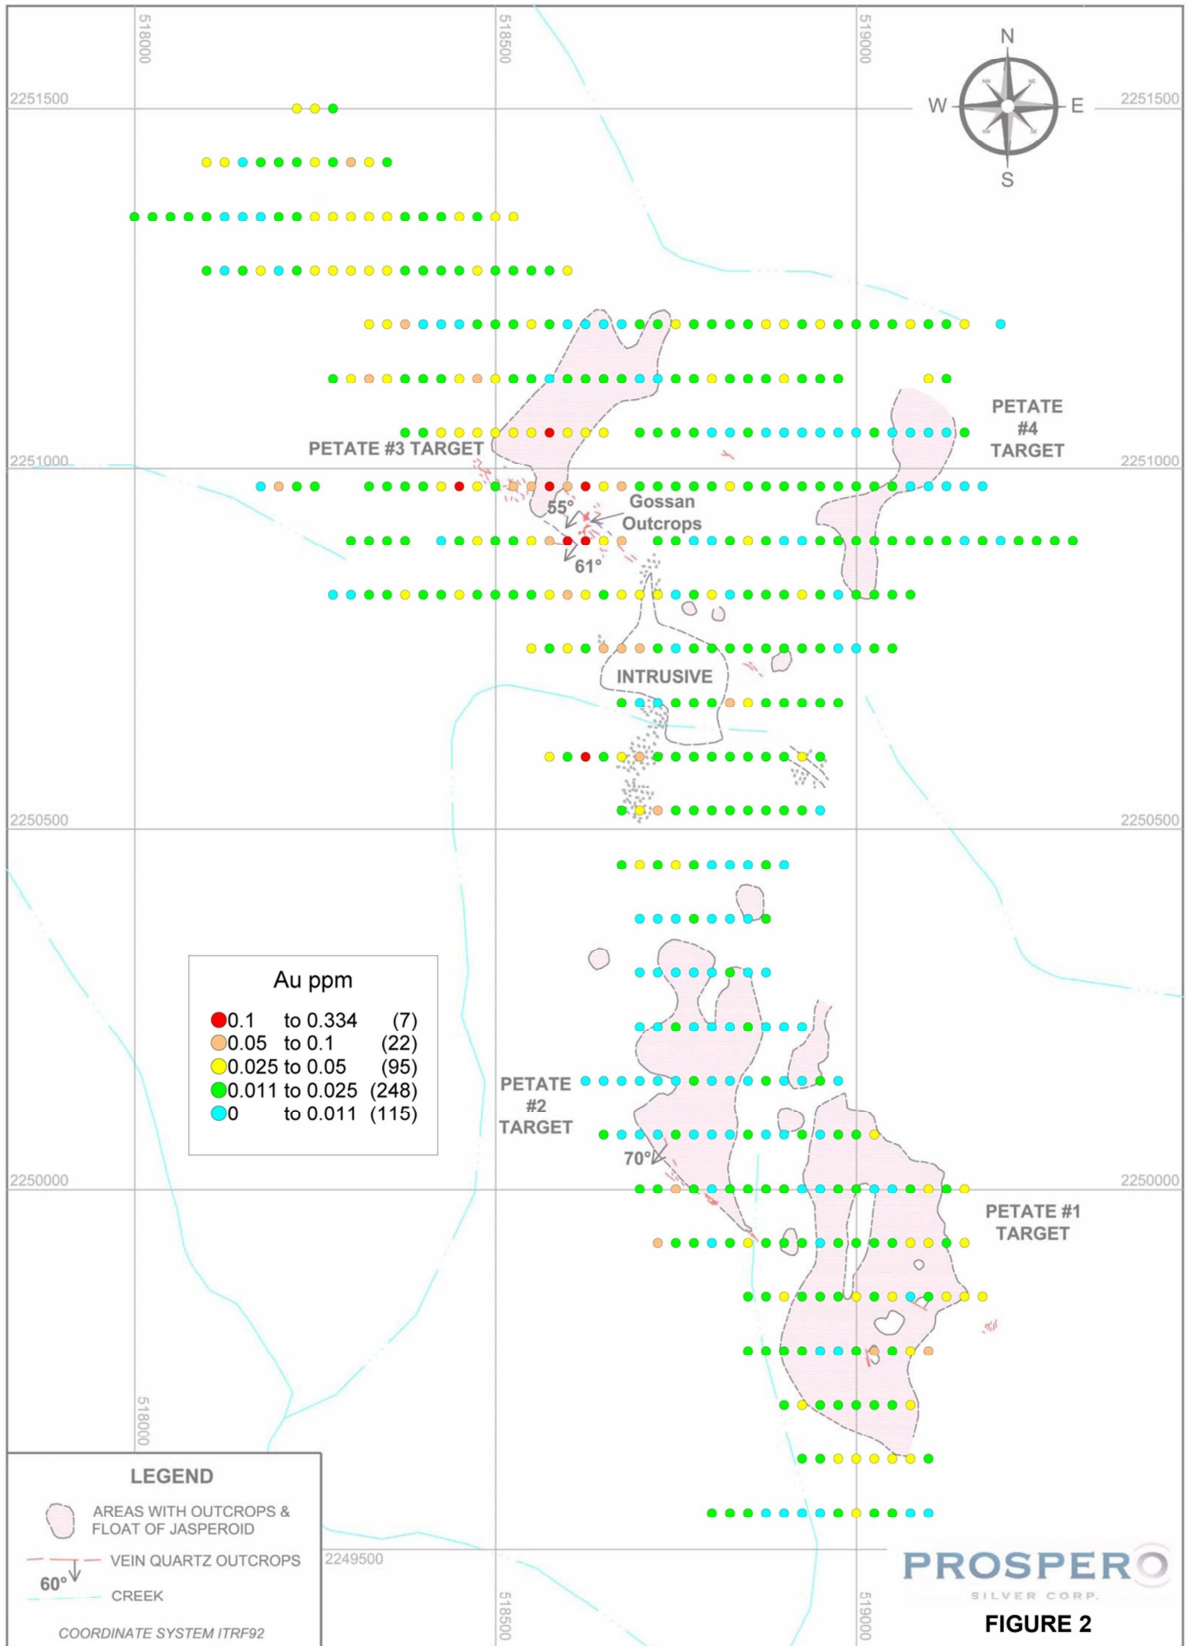 518000
518500
519000
N
W
E
S
NW
NE
SW
SE
2251500
2251500
PETATE
#4
TARGET
PETATE #3 TARGET
2251000
2251000
55°
Gossan
Outcrops
61°
INTRUSIVE
2250500
2250500
Au ppm
0.1 to 0.334 (7)
0.05 to 0.1 (22)
0.025 to 0.05 (95)
0.011 to 0.025 (248)
0 to 0.011 (115)
PETATE
#2
TARGET
70°
2250000
2250000
PETATE #1
TARGET
518000
518500
519000
LEGEND
AREAS WITH OUTCROPS &
FLOAT OF JASPEROID
VEIN QUARTZ OUTCROPS
60°
CREEK
COORDINATE SYSTEM ITRF92
2249500
PROSPERO
SILVER CORP.
FIGURE 2